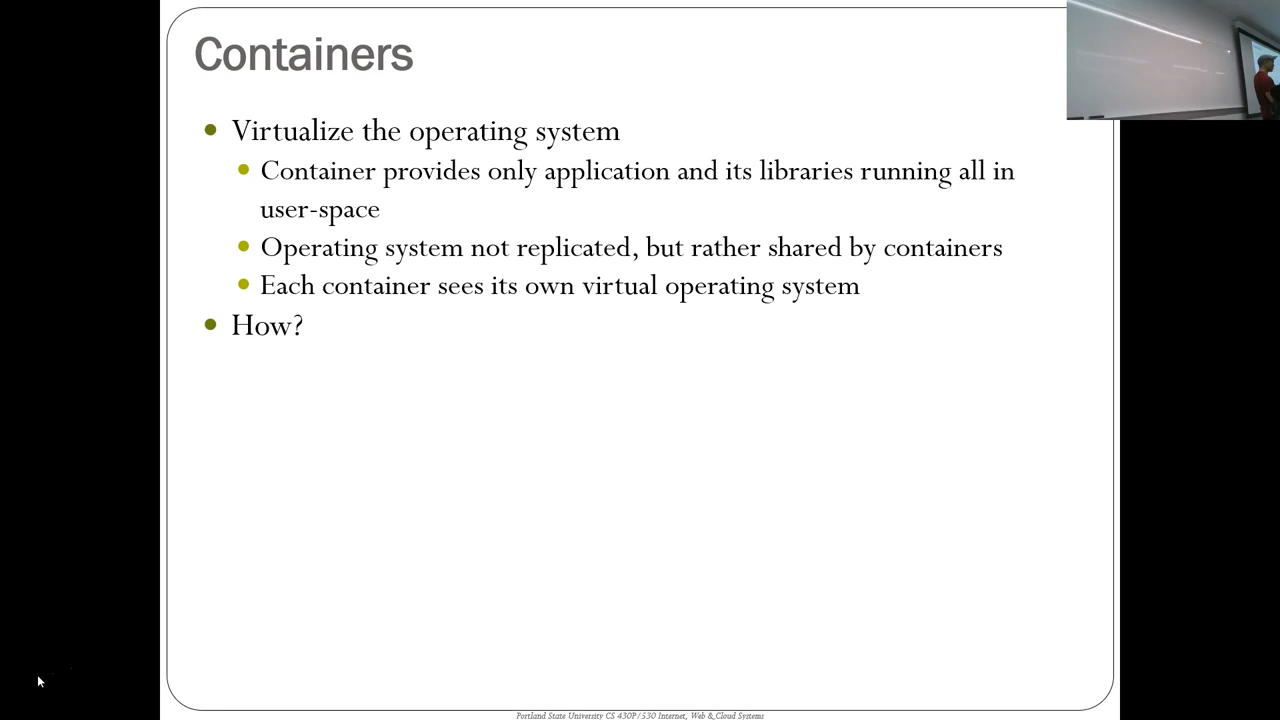 Containers
Virtualize the operating system
Container provides only application and its libraries running all in
user-space
Operating system not replicated, but rather shared by containers
Each container sees its own virtual operating system
How?
Portland State University CS 430P/530 Internet, Web & Cloud Systems